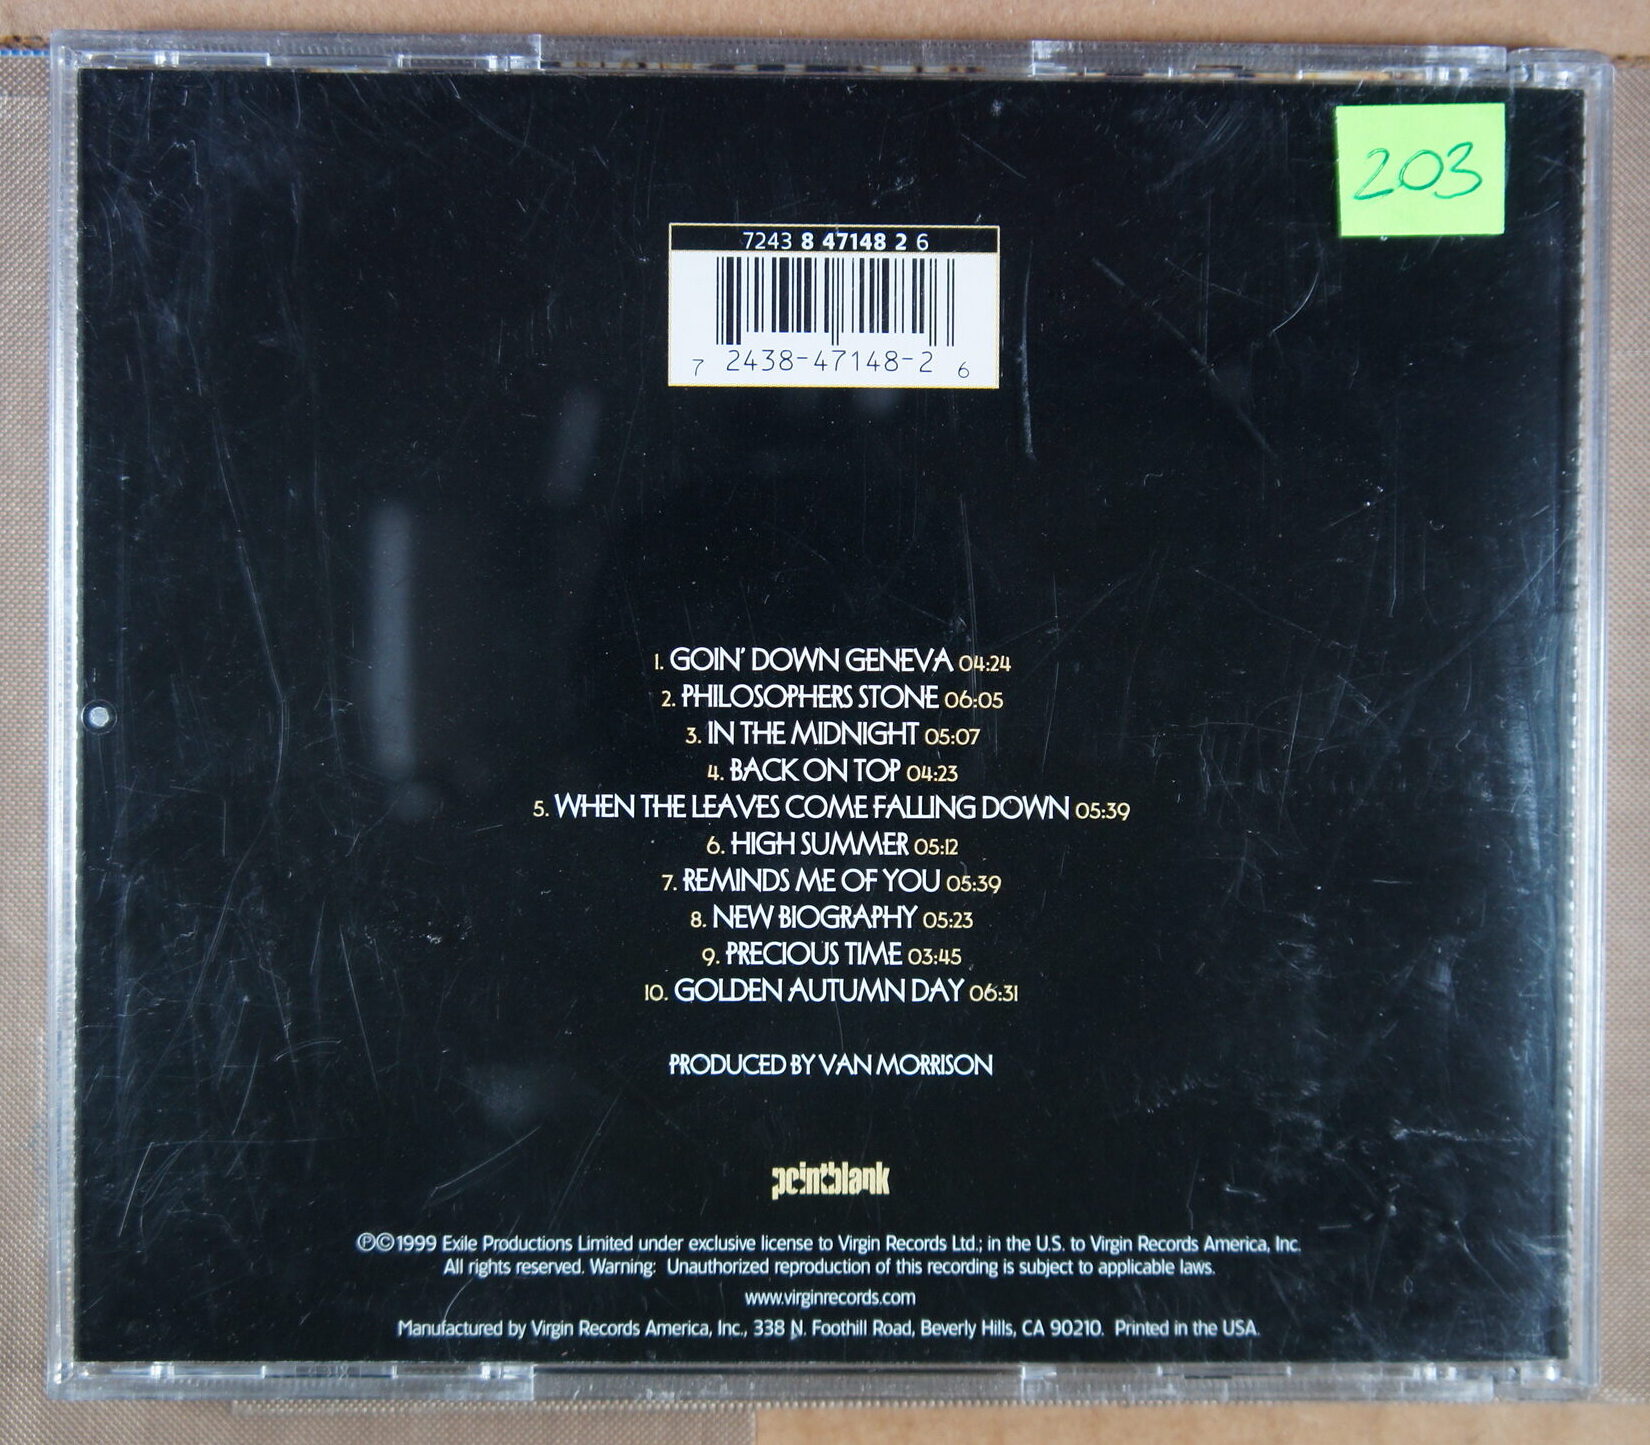 203
7243 8 47148 2 6
7 2438-47148-2 6
1. GOIN' DOWN GENEVA 04:24
2. PHILOSOPHERS STONE 06:05
3. IN THE MIDNIGHT 05:07
4. BACK ON TOP 04:23
5. WHEN THE LEAVES COME FALLING DOWN 05:39
6. HIGH SUMMER 05:12
7. REMINDS ME OF YOU 05:39
8. NEW BIOGRAPHY 05:23
9. PRECIOUS TIME 03:45
10. GOLDEN AUTUMN DAY 06:31
PRODUCED BY VAN MORRISON
pointblank
℗©1999 Exile Productions Limited under exclusive license to Virgin Records Ltd.; in the U.S. to Virgin Records America, Inc.
All rights reserved. Warning: Unauthorized reproduction of this recording is subject to applicable laws.
www.virginrecords.com
Manufactured by Virgin Records America, Inc., 338 N. Foothill Road, Beverly Hills, CA 90210. Printed in the USA.